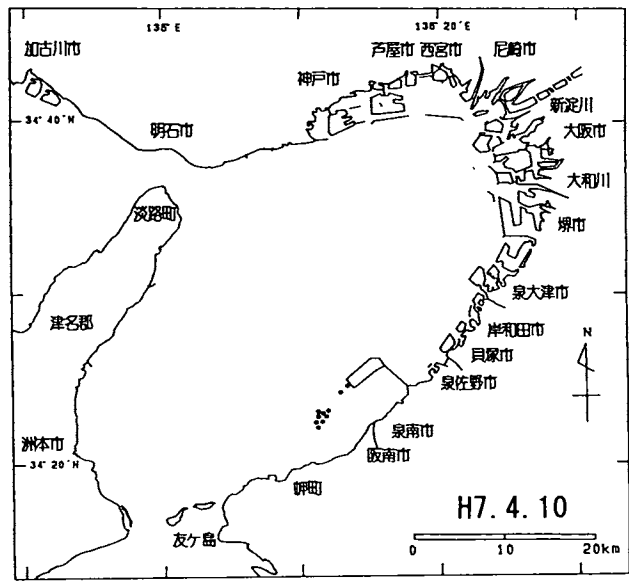 135° E
135° 20' E
加古川市
芦屋市 西宮市 尼崎市
神戸市
新淀川
34° 40' N
明石市
大阪市
大和川
淡路町
堺市
泉大津市
津名郡
岸和田市
N
貝塚市
泉佐野市
泉南市
洲本市
阪南市
34° 20' N
岬町
H7. 4. 10
友ケ島
0 10 20km